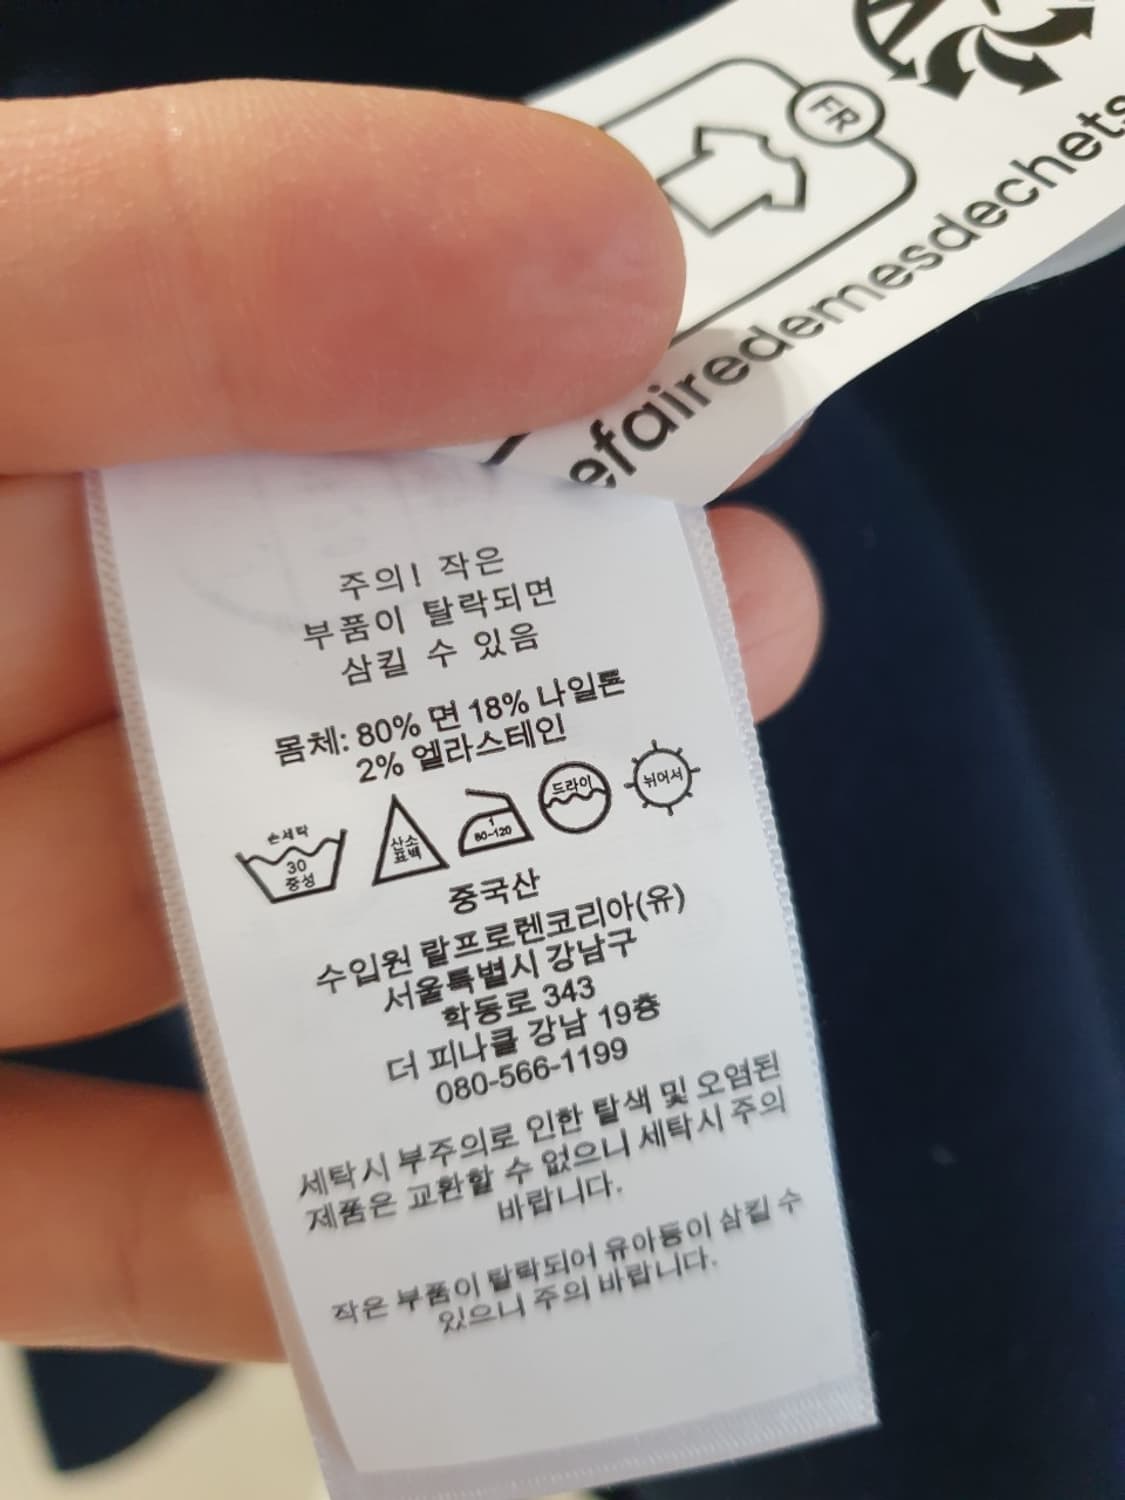 FR
efairedemesdechets
주의! 작은
부품이 탈락되면
삼킬 수 있음
몸체: 80% 면 18% 나일론
2% 엘라스테인
손세탁
30
중성
산소
표백
1
80~120
드라이
뉘어서
중국산
수입원 랄프로렌코리아(유)
서울특별시 강남구
학동로 343
더 피나클 강남 19층
080-566-1199
세탁시 부주의로 인한 탈색 및 오염된
제품은 교환할 수 없으니 세탁시 주의
바랍니다.
작은 부품이 탈락되어 유아등이 삼킬 수
있으니 주의 바랍니다.